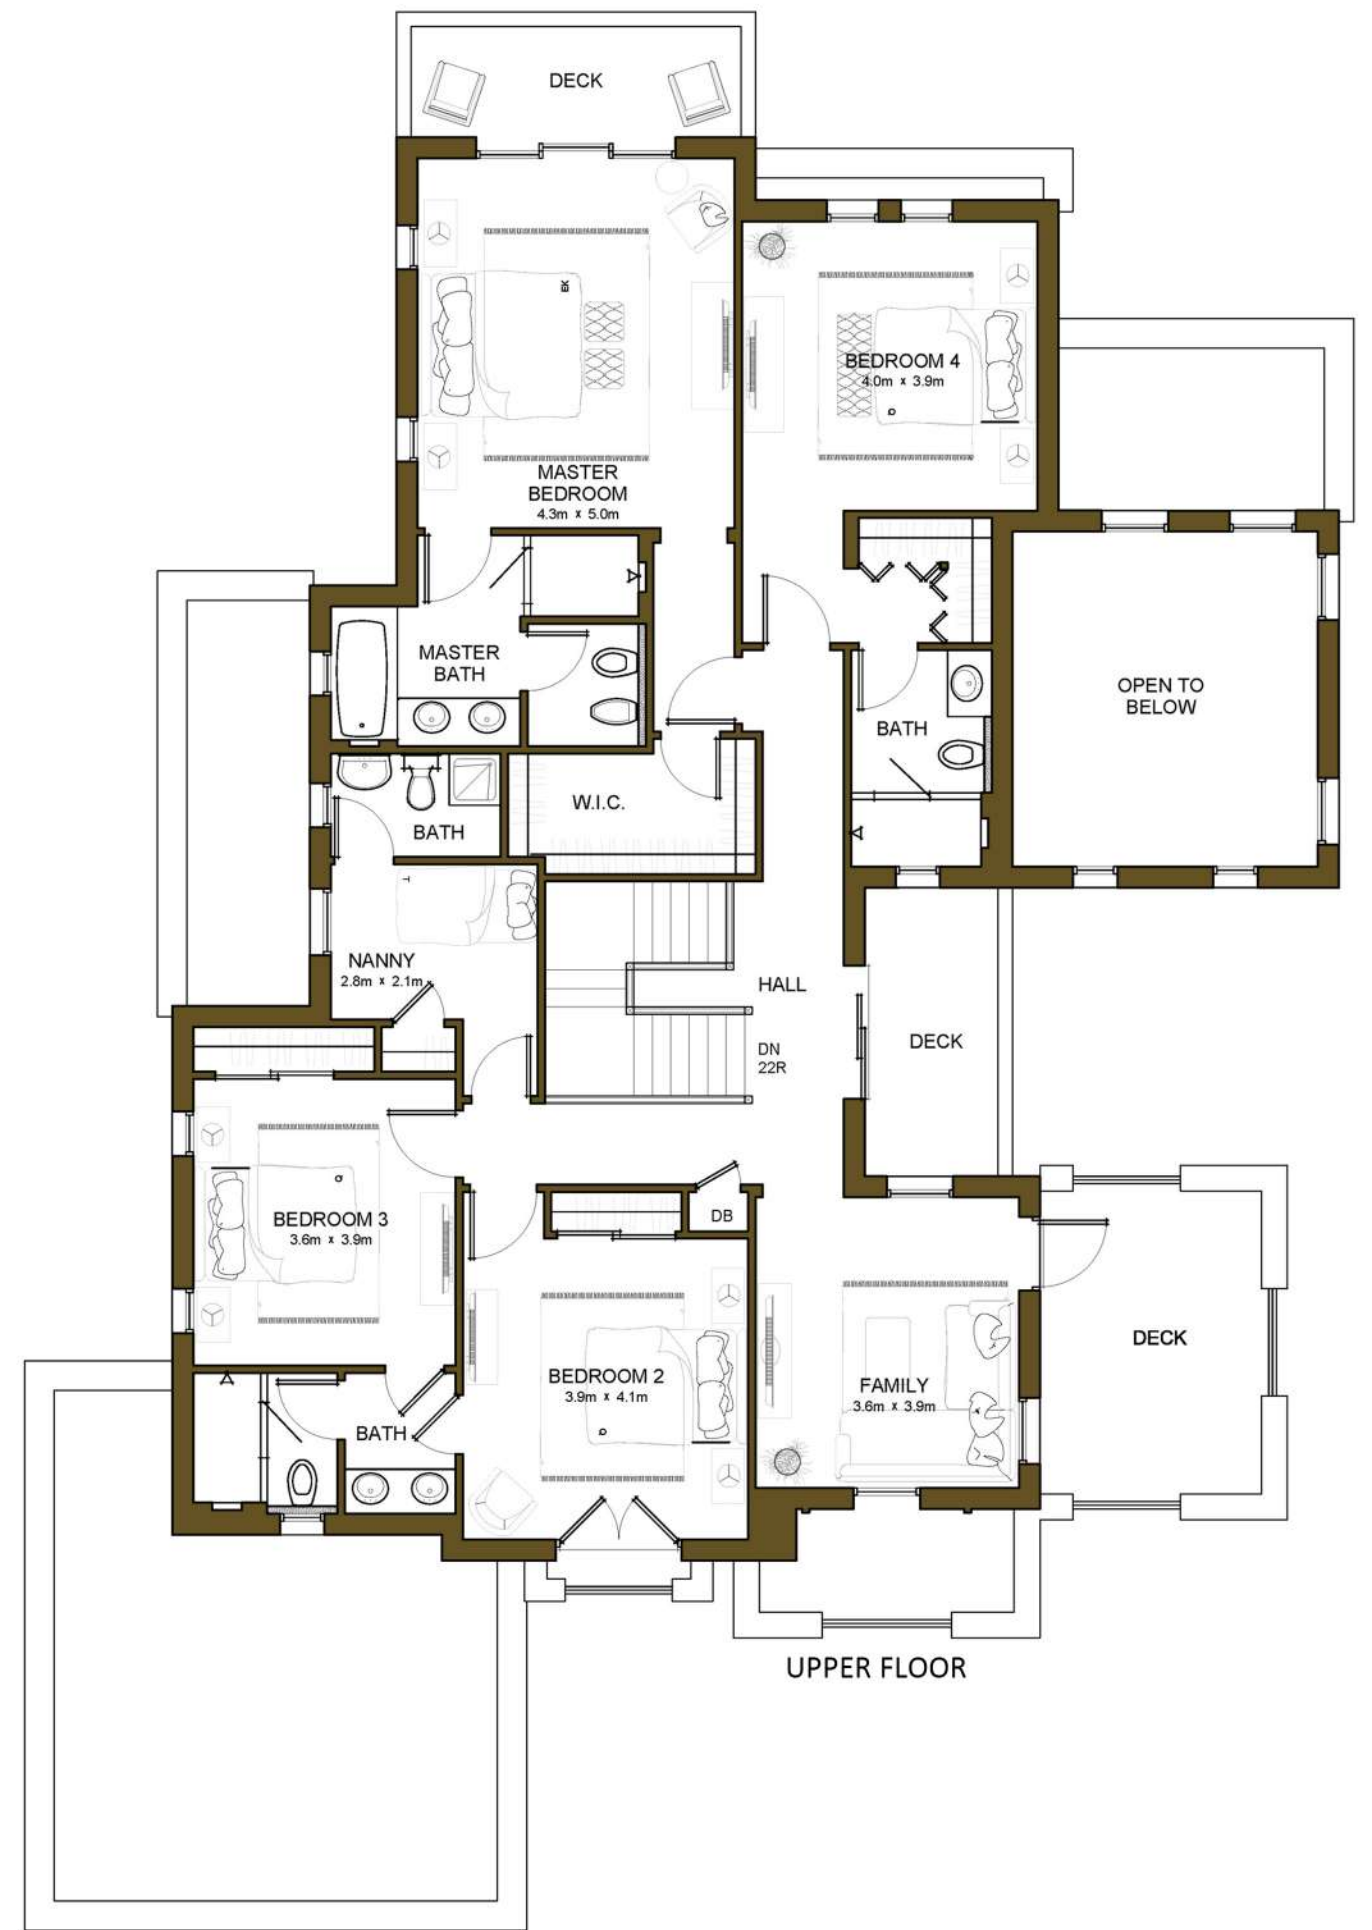 DECK
EK
BEDROOM 4
4.0m x 3.9m
Q
MASTER
BEDROOM
4.3m x 5.0m
MASTER
BATH
OPEN TO
BELOW
BATH
W.I.C.
BATH
T
NANNY
2.8m x 2.1m
HALL
DECK
DN
22R
Q
BEDROOM 3
3.6m x 3.9m
DB
DECK
BEDROOM 2
3.9m x 4.1m
FAMILY
3.6m x 3.9m
BATH
Q
UPPER FLOOR